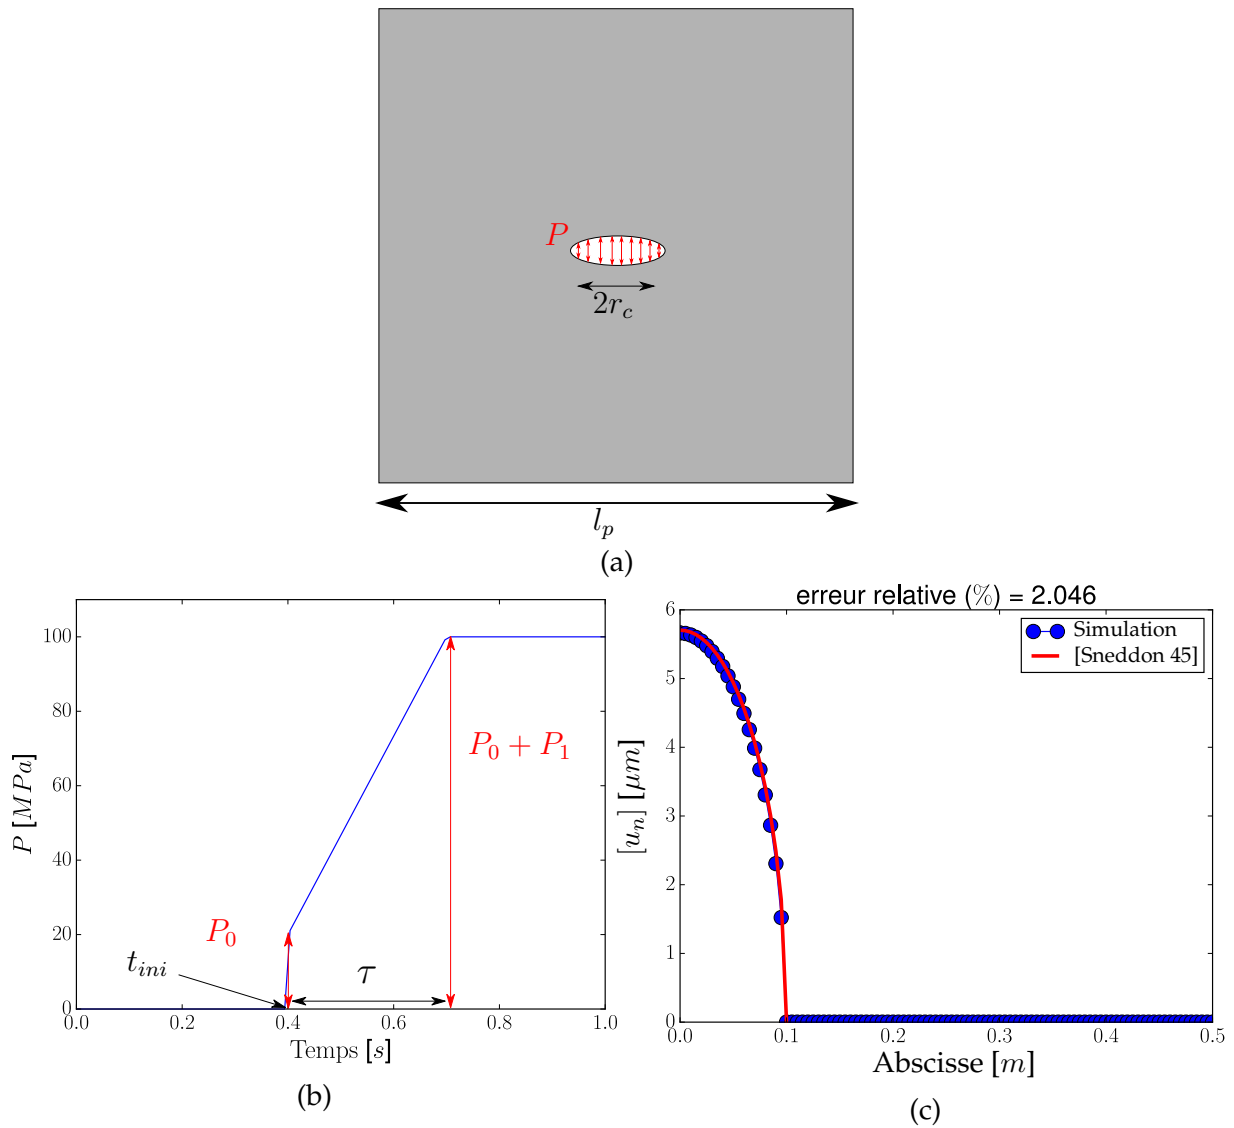 P
2r_c
l_p
(a)
100
80
60
40
20
0
P [MPa]
P_0 + P_1
P_0
t_{ini}
τ
0.0 0.2 0.4 0.6 0.8 1.0
Temps [s]
(b)
erreur relative (%) = 2.046
6
5
4
3
2
1
0
[u_n] [μm]
Simulation
[Sneddon 45]
0.0 0.1 0.2 0.3 0.4 0.5
Abscisse [m]
(c)